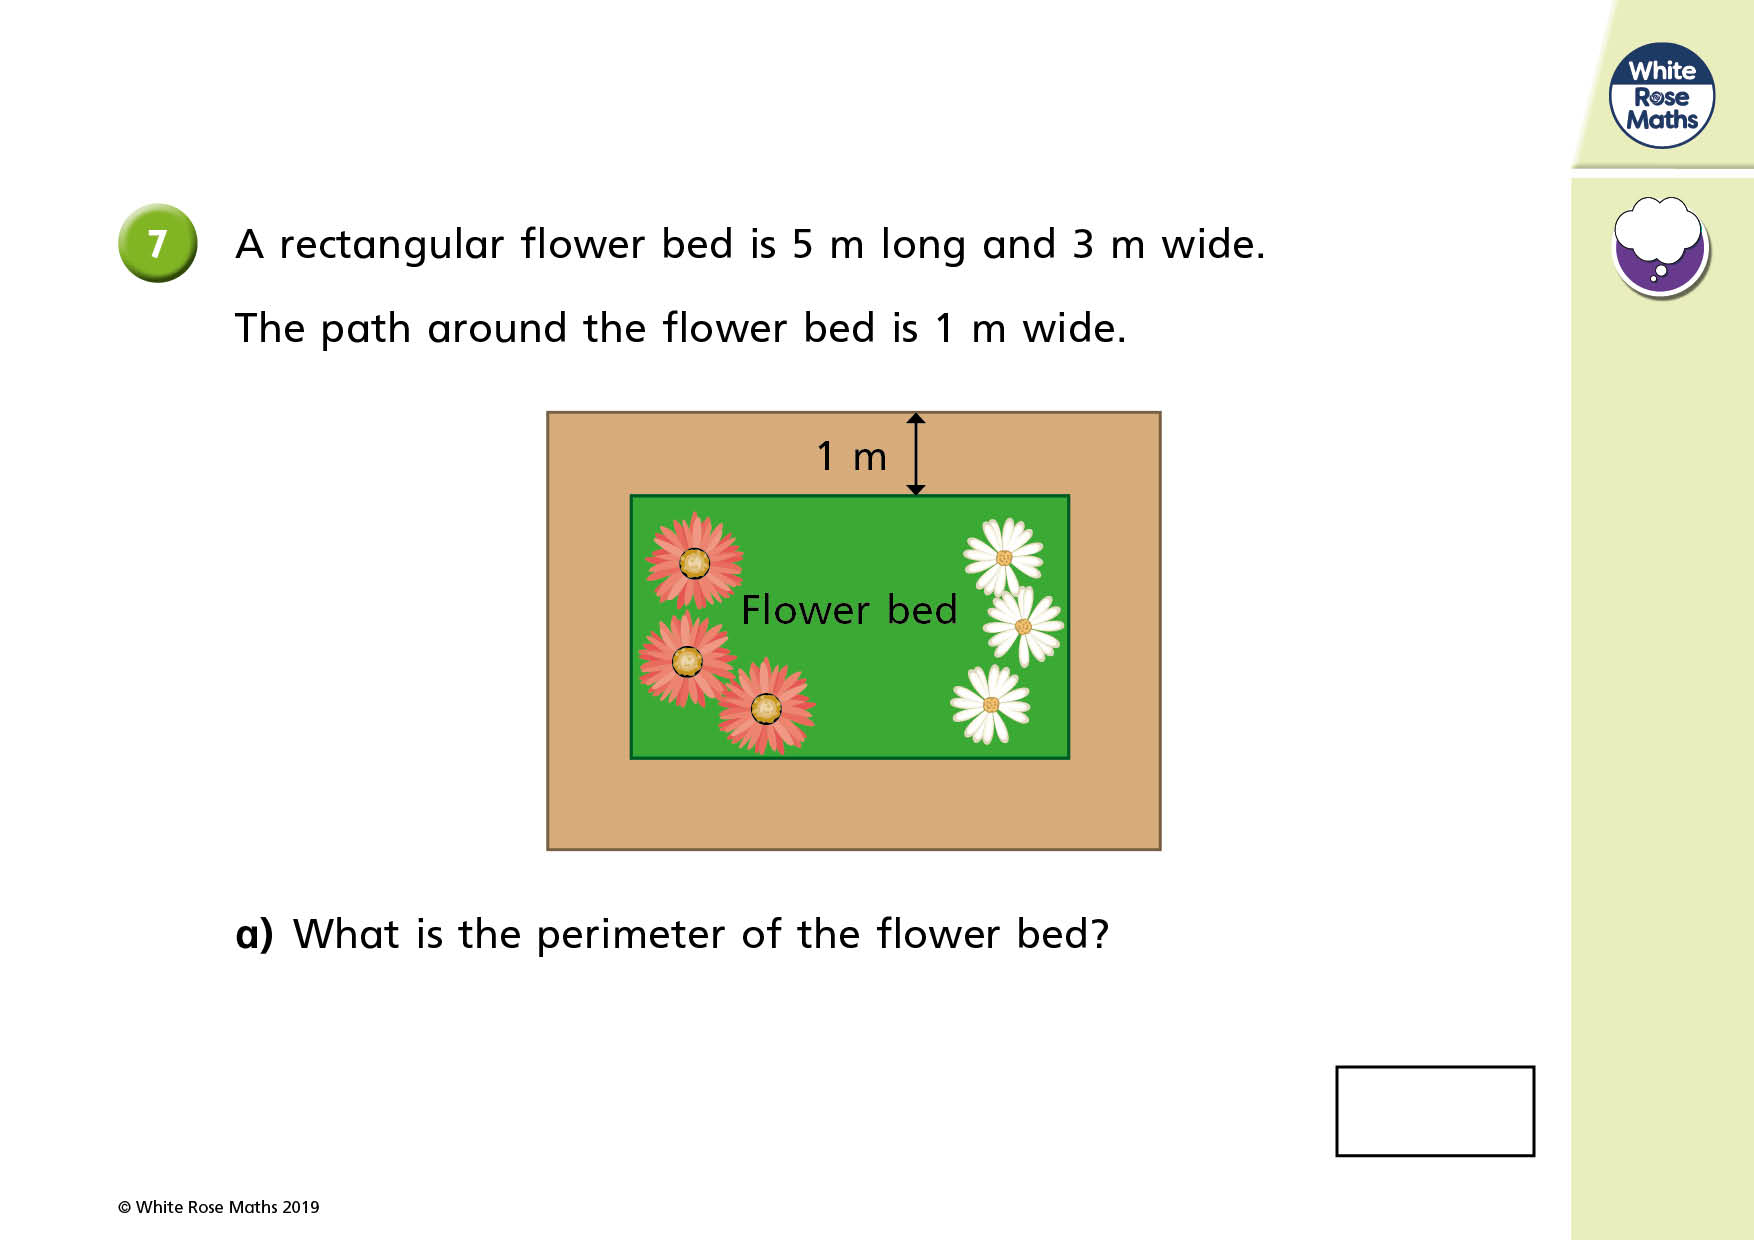 White
Rose
Maths
7
A rectangular flower bed is 5 m long and 3 m wide.
The path around the flower bed is 1 m wide.
1 m
Flower bed
a) What is the perimeter of the flower bed?
© White Rose Maths 2019